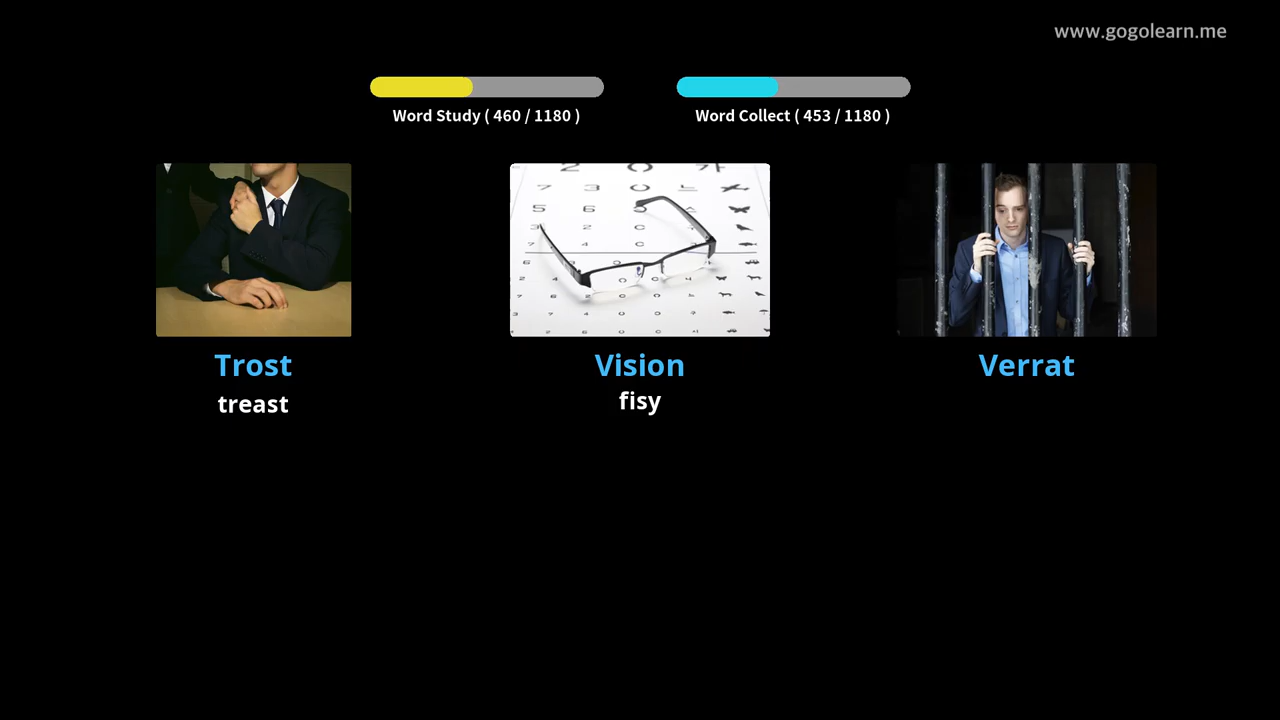 www.gogolearn.me
Word Study ( 460 / 1180 )
Word Collect ( 453 / 1180 )
Trost
treast
Vision
fisy
Verrat